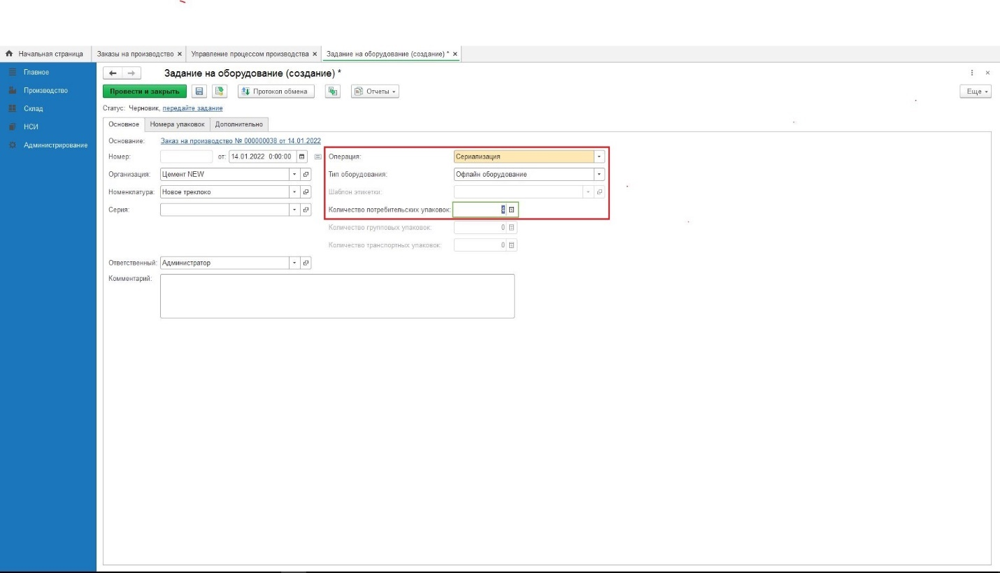 Начальная страница
Заказы на производство
Управление процессом производства
Задание на оборудование (создание) *
Главное
Производство
Склад
НСИ
Администрирование
Задание на оборудование (создание) *
Провести и закрыть
Протокол обмена
Отчеты
Еще
Статус: Черновик, передайте задание
Основное
Номера упаковок
Дополнительно
Основание: Заказ на производство № 000000038 от 14.01.2022
Номер: от: 14.01.2022 0:00:00
Операция: Сериализация
Организация: Цемент NEW
Тип оборудования: Офлайн оборудование
Номенклатура: Новое треклоко
Шаблон этикетки:
Серия:
Количество потребительских упаковок: 4
Количество групповых упаковок: 0
Количество транспортных упаковок: 0
Ответственный: Администратор
Комментарий: